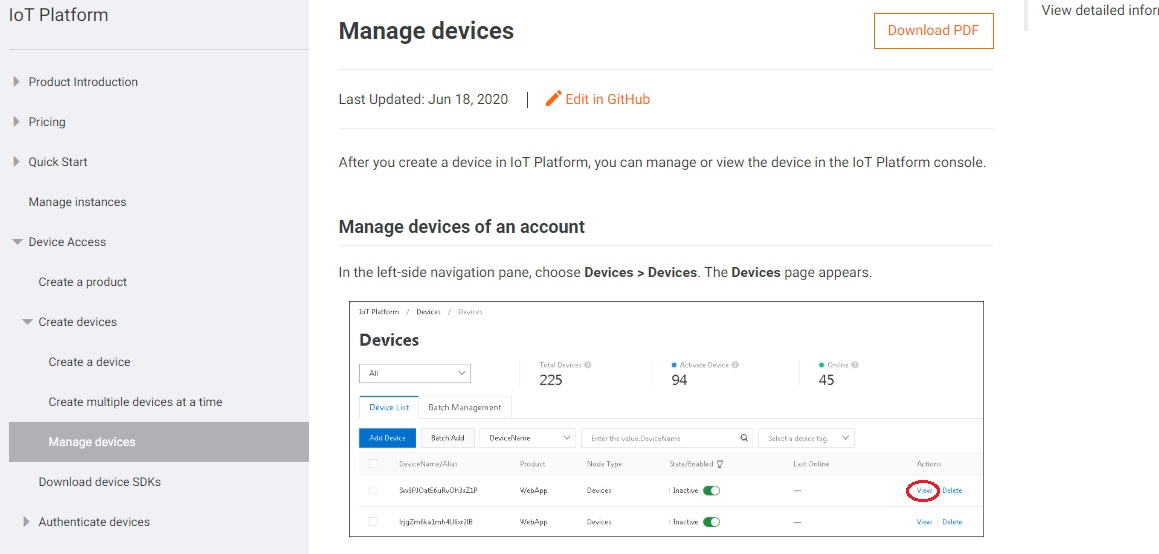 IoT Platform
Product Introduction
Pricing
Quick Start
Manage instances
Device Access
Create a product
Create devices
Create a device
Create multiple devices at a time
Manage devices
Download device SDKs
Authenticate devices
Manage devices
Download PDF
Last Updated: Jun 18, 2020 | Edit in GitHub
After you create a device in IoT Platform, you can manage or view the device in the IoT Platform console.
Manage devices of an account
In the left-side navigation pane, choose Devices > Devices. The Devices page appears.
IoT Platform / Devices / Devices
Devices
All
Total Devices Activate Device Online
225 94 45
Device List Batch Management
Add Device Batch Add DeviceName Enter the value.DeviceName Select a device tag.
DeviceName/Alias Product Node Type State/Enabled Last Online Actions
WebApp Devices Inactive — View Delete
WebApp Devices Inactive — View Delete
View detailed infor